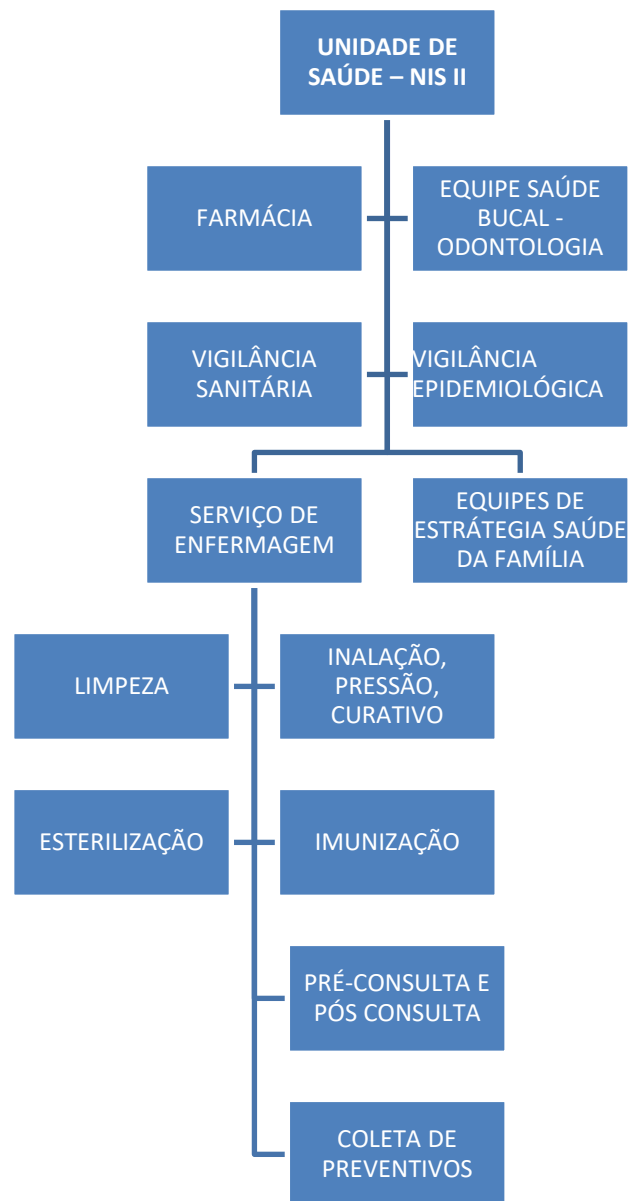 UNIDADE DE
SAÚDE – NIS II
FARMÁCIA
EQUIPE SAÚDE
BUCAL -
ODONTOLOGIA
VIGILÂNCIA
SANITÁRIA
VIGILÂNCIA
EPIDEMIOLÓGICA
SERVIÇO DE
ENFERMAGEM
EQUIPES DE
ESTRÁTEGIA SAÚDE
DA FAMÍLIA
LIMPEZA
INALAÇÃO,
PRESSÃO,
CURATIVO
ESTERILIZAÇÃO
IMUNIZAÇÃO
PRÉ-CONSULTA E
PÓS CONSULTA
COLETA DE
PREVENTIVOS